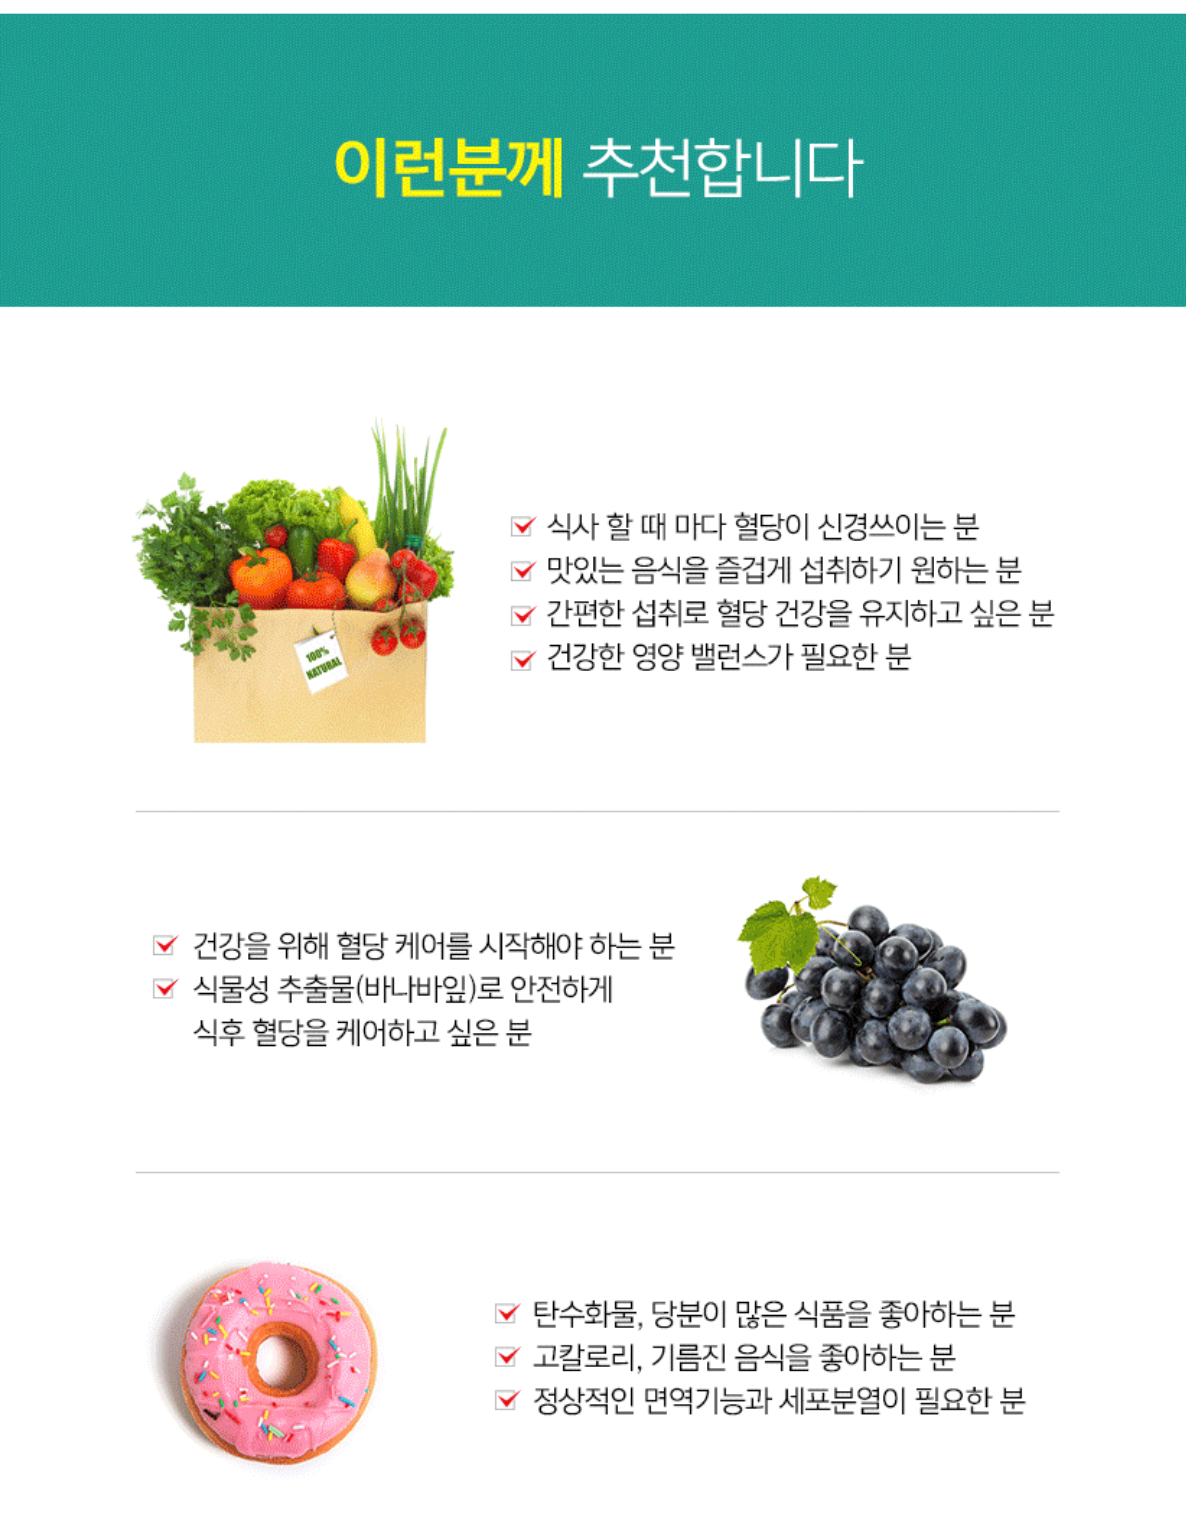 이런분께 추천합니다
100%
NATURAL
식사 할 때 마다 혈당이 신경쓰이는 분
맛있는 음식을 즐겁게 섭취하기 원하는 분
간편한 섭취로 혈당 건강을 유지하고 싶은 분
건강한 영양 밸런스가 필요한 분
건강을 위해 혈당 케어를 시작해야 하는 분
식물성 추출물(바나바잎)로 안전하게
식후 혈당을 케어하고 싶은 분
탄수화물, 당분이 많은 식품을 좋아하는 분
고칼로리, 기름진 음식을 좋아하는 분
정상적인 면역기능과 세포분열이 필요한 분